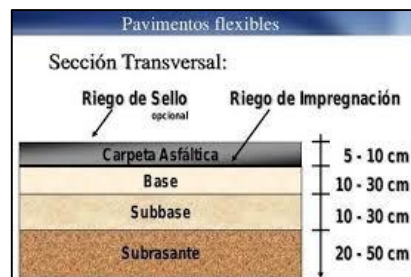 Pavimentos flexibles
Sección Transversal:
Riego de Sello
opcional
Riego de Impregnación
Carpeta Asfáltica
5 - 10 cm
Base
10 - 30 cm
Subbase
10 - 30 cm
Subrasante
20 - 50 cm